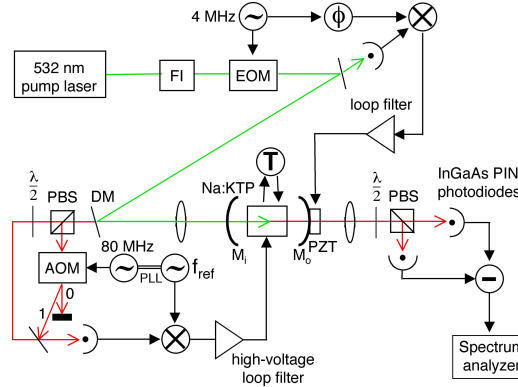 4 MHz
ϕ
532 nm
pump laser
FI
EOM
loop filter
T
InGaAs PIN
photodiodes
λ
2
PBS
DM
Na:KTP
λ
2
PBS
M_i
M_o
PZT
80 MHz
AOM
PLL
f_ref
0
1
high-voltage
loop filter
Spectrum
analyzer